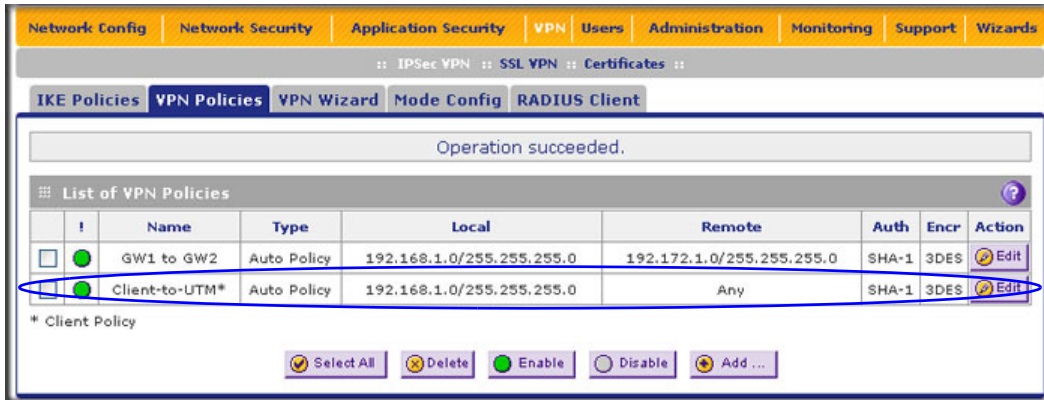 Network Config Network Security Application Security VPN Users Administration Monitoring Support Wizards
:: IPSec VPN :: SSL VPN :: Certificates ::
IKE Policies VPN Policies VPN Wizard Mode Config RADIUS Client
Operation succeeded.
List of VPN Policies ?
! Name Type Local Remote Auth Encr Action
GW1 to GW2 Auto Policy 192.168.1.0/255.255.255.0 192.172.1.0/255.255.255.0 SHA-1 3DES Edit
Client-to-UTM* Auto Policy 192.168.1.0/255.255.255.0 Any SHA-1 3DES Edit
* Client Policy
Select All Delete Enable Disable Add ...